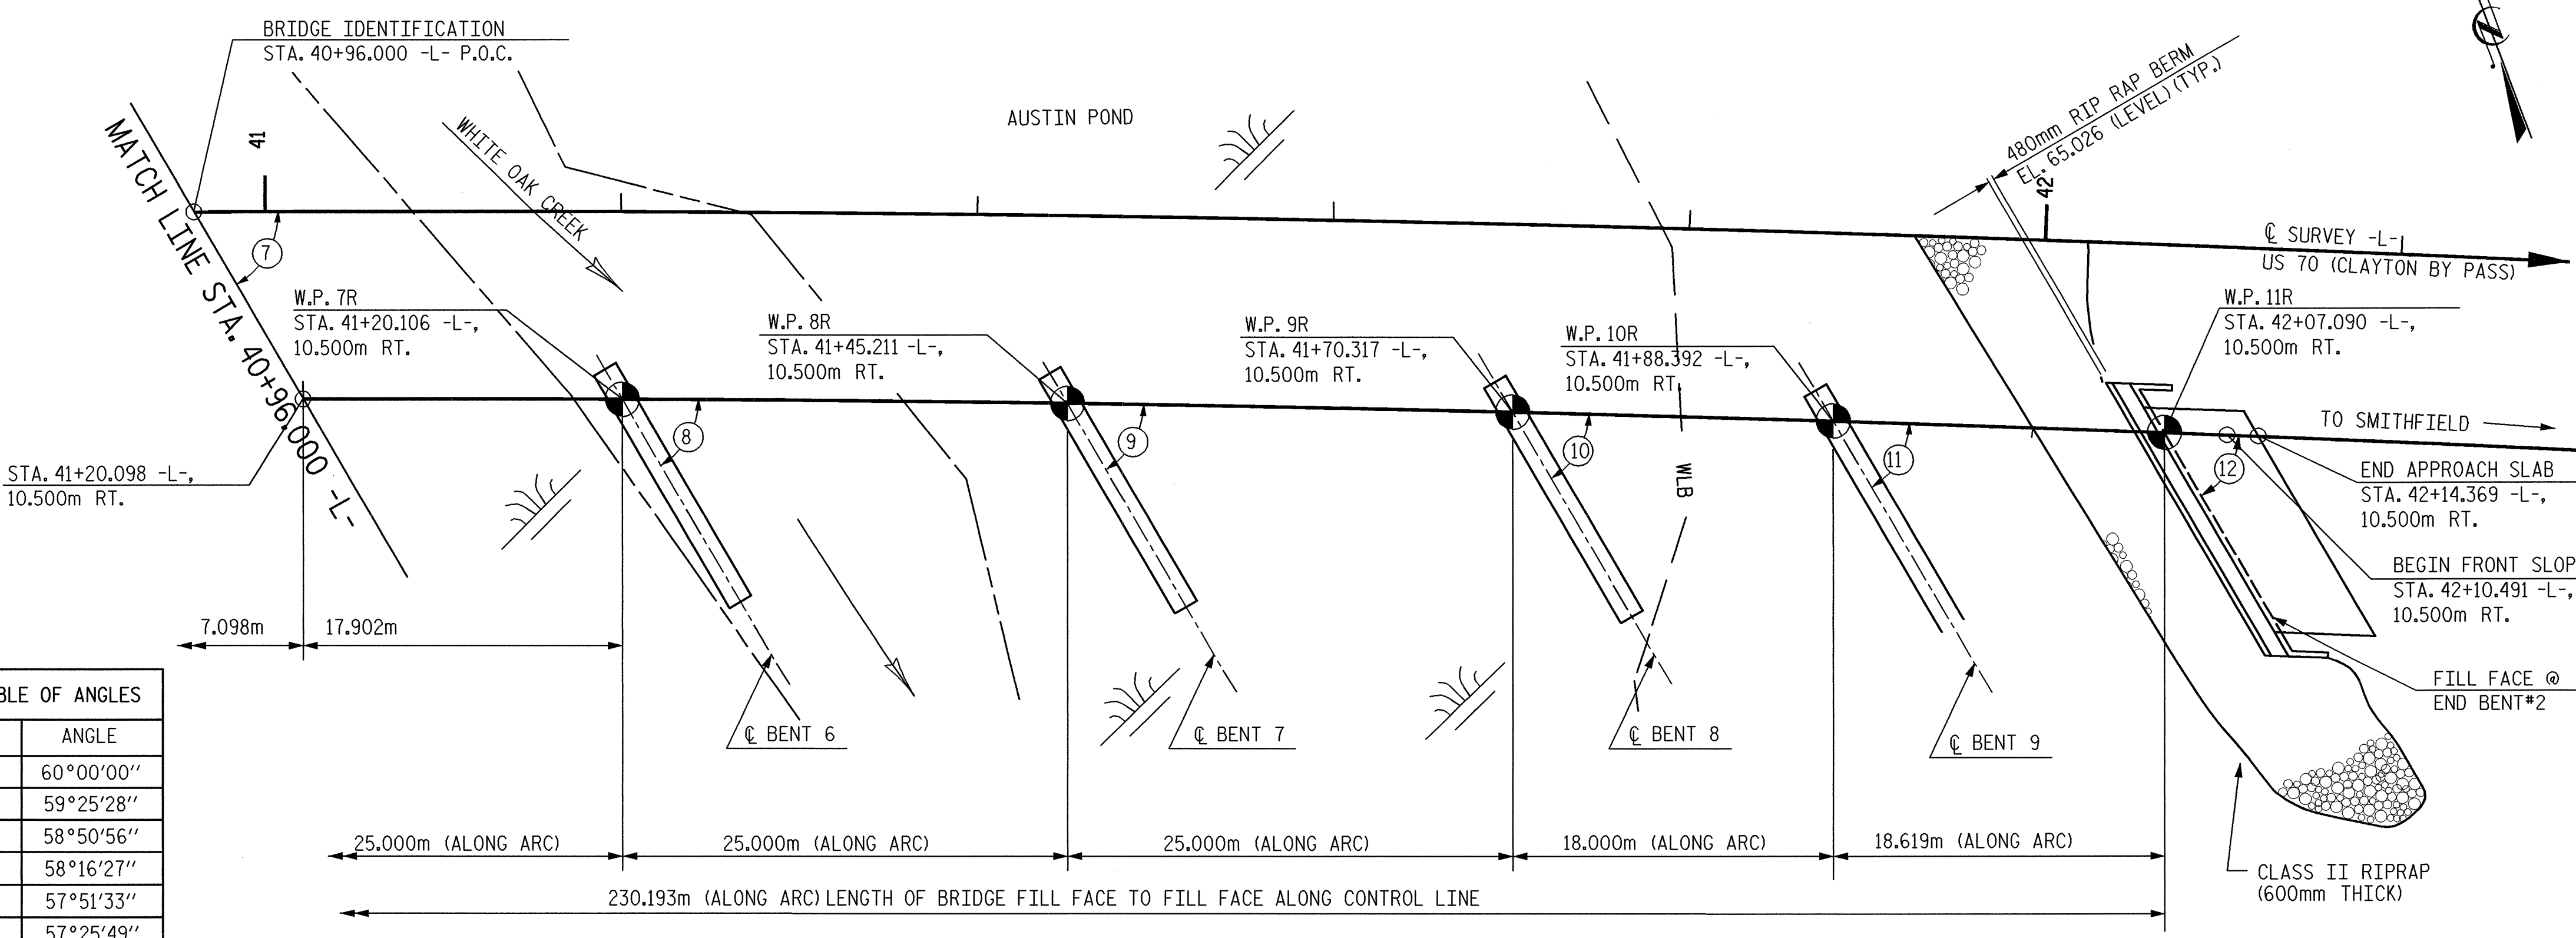 BRIDGE IDENTIFICATION
STA. 40+96.000 -L- P.O.C.
MATCH LINE STA. 40+96.000 -L-
41
WHITE OAK CREEK
AUSTIN POND
480mm RIP RAP BERM
EL. 65.026 (LEVEL) (TYP.)
42
N
℄ SURVEY -L-
US 70 (CLAYTON BY PASS)
7
W.P. 7R
STA. 41+20.106 -L-,
10.500m RT.
W.P. 8R
STA. 41+45.211 -L-,
10.500m RT.
W.P. 9R
STA. 41+70.317 -L-,
10.500m RT.
W.P. 10R
STA. 41+88.392 -L-,
10.500m RT.
W.P. 11R
STA. 42+07.090 -L-,
10.500m RT.
TO SMITHFIELD
8
9
10
11
12
WLB
STA. 41+20.098 -L-,
10.500m RT.
END APPROACH SLAB
STA. 42+14.369 -L-,
10.500m RT.
BEGIN FRONT SLOP
STA. 42+10.491 -L-,
10.500m RT.
7.098m
17.902m
FILL FACE @
END BENT#2
℄ BENT 6
℄ BENT 7
℄ BENT 8
℄ BENT 9
BLE OF ANGLES
ANGLE
60°00'00''
59°25'28''
58°50'56''
58°16'27''
57°51'33''
57°25'49''
25.000m (ALONG ARC)
25.000m (ALONG ARC)
25.000m (ALONG ARC)
18.000m (ALONG ARC)
18.619m (ALONG ARC)
230.193m (ALONG ARC) LENGTH OF BRIDGE FILL FACE TO FILL FACE ALONG CONTROL LINE
CLASS II RIPRAP
(600mm THICK)